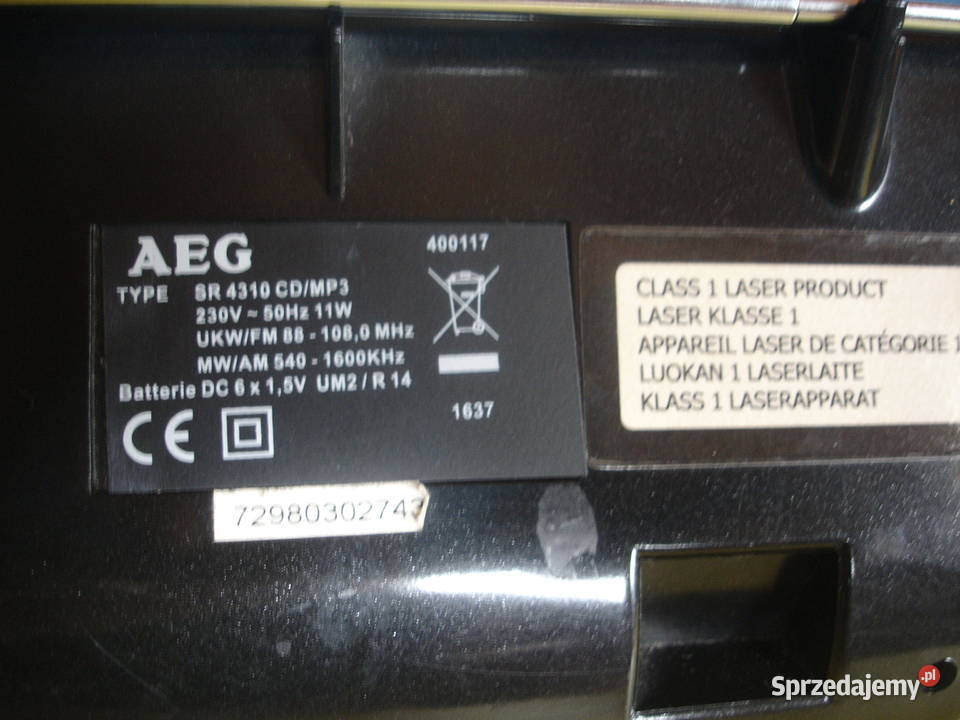 AEG
400117
TYPE SR 4310 CD/MP3
230V ~ 50Hz 11W
UKW/FM 88 - 108,0 MHz
MW/AM 540 - 1600KHz
Batterie DC 6 x 1,5V UM2 / R 14
1637
CE
72980302743
CLASS 1 LASER PRODUCT
LASER KLASSE 1
APPAREIL LASER DE CATÉGORIE 1
LUOKAN 1 LASERLAITE
KLASS 1 LASERAPPARAT
Sprzedajemy.pl